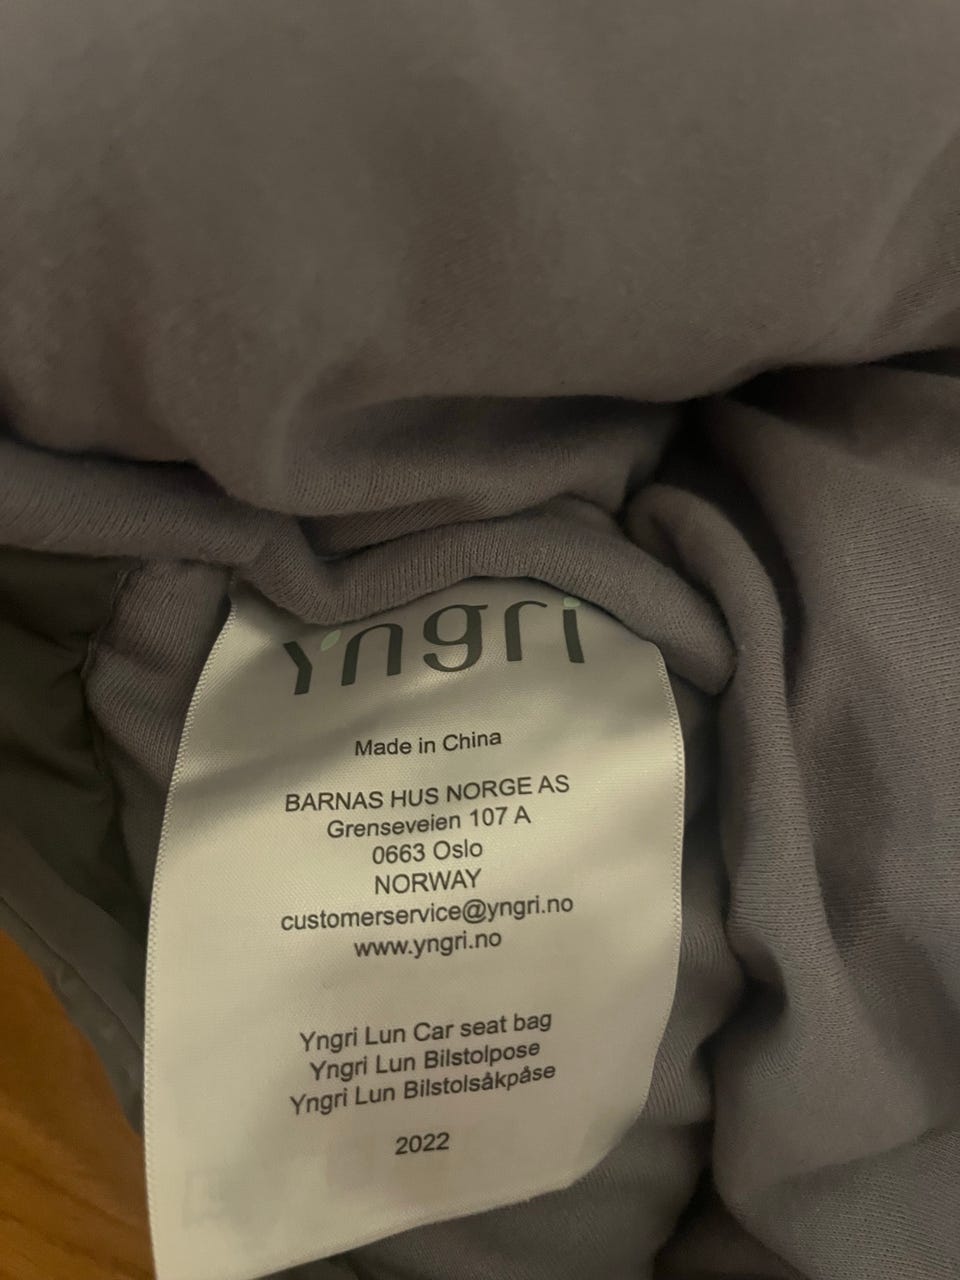 yngri
Made in China
BARNAS HUS NORGE AS
Grenseveien 107 A
0663 Oslo
NORWAY
customerservice@yngri.no
www.yngri.no
Yngri Lun Car seat bag
Yngri Lun Bilstolpose
Yngri Lun Bilstolsåkpåse
2022